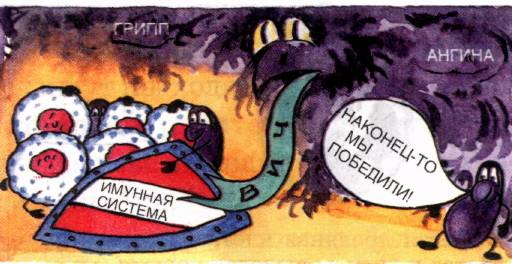 ГРИПП
АНГИНА
ВИЧ
НАКОНЕЦ-ТО
МЫ
ПОБЕДИЛИ!
ИМУННАЯ
СИСТЕМА